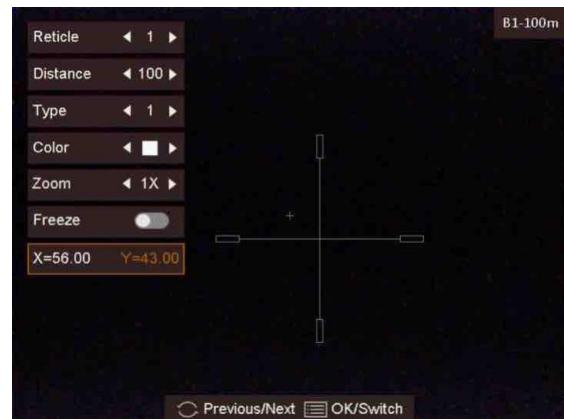 B1-100m
Reticle 1
Distance 100
Type 1
Color
Zoom 1X
Freeze
X=56.00 Y=43.00
Previous/Next OK/Switch